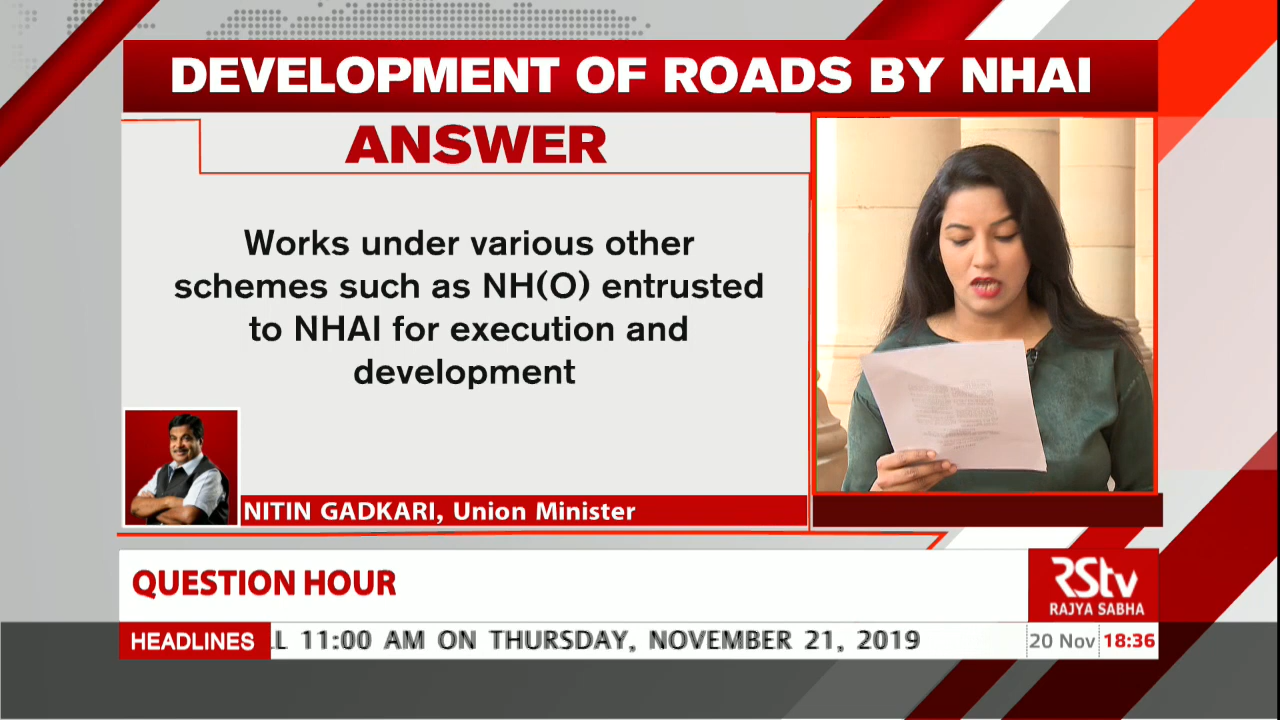 DEVELOPMENT OF ROADS BY NHAI
ANSWER
Works under various other
schemes such as NH(O) entrusted
to NHAI for execution and
development
NITIN GADKARI, Union Minister
QUESTION HOUR
RSTV
RAJYA SABHA
HEADLINES
LL 11:00 AM ON THURSDAY, NOVEMBER 21, 2019
20 Nov
18:36